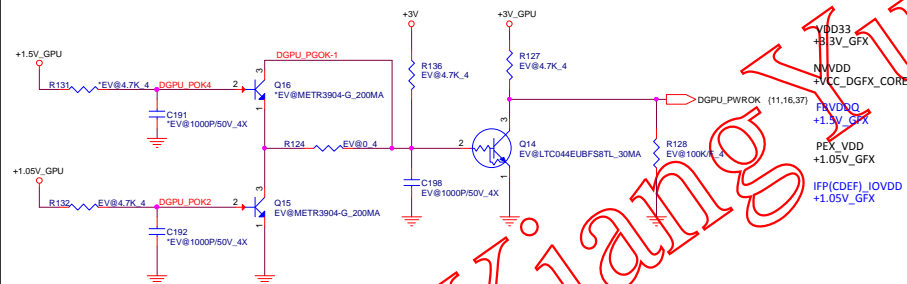 +3V
+3V_GPU
+1.5V_GPU
DGPU_PGOK-1
VDD33
+3.3V_GFX
R136
EV@4.7K_4
R127
EV@4.7K_4
R131
*EV@4.7K_4
DGPU_POK4
2
3
1
Q16
*EV@METR3904-G_200MA
NVVDD
+VCC_DGFX_CORE
DGPU_PWROK {11,16,37}
C191
*EV@1000P/50V_4X
FBVDDQ
+1.5V_GFX
R124
EV@0_4
2
3
1
Q14
EV@LTC044EUBFS8TL_30MA
R128
EV@100K/F_4
PEX_VDD
+1.05V_GFX
+1.05V_GPU
C198
EV@1000P/50V_4X
IFP(CDEF)_IOVDD
+1.05V_GFX
R132
EV@4.7K_4
DGPU_POK2
2
3
1
Q15
EV@METR3904-G_200MA
C192
*EV@1000P/50V_4X